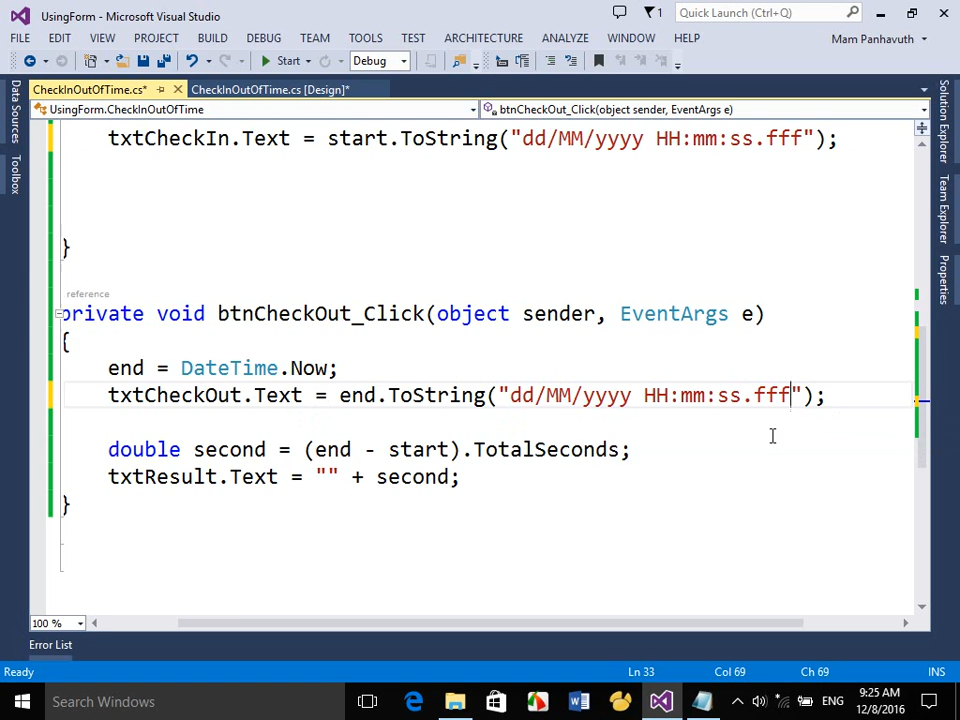 UsingForm - Microsoft Visual Studio
1
Quick Launch (Ctrl+Q)
FILE EDIT VIEW PROJECT BUILD DEBUG TEAM TOOLS TEST ARCHITECTURE ANALYZE WINDOW HELP
Mam Panhavuth
Start
Debug
CheckInOutOfTime.cs*
CheckInOutOfTime.cs [Design]*
UsingForm.CheckInOutOfTime
btnCheckOut_Click(object sender, EventArgs e)
Data Sources
Toolbox
Solution Explorer
Team Explorer
Properties
txtCheckIn.Text = start.ToString("dd/MM/yyyy HH:mm:ss.fff");
}
reference
private void btnCheckOut_Click(object sender, EventArgs e)
{
end = DateTime.Now;
txtCheckOut.Text = end.ToString("dd/MM/yyyy HH:mm:ss.fff");
double second = (end - start).TotalSeconds;
txtResult.Text = "" + second;
}
100 %
Error List
Ready
Ln 33
Col 69
Ch 69
INS
Search Windows
ENG
9:25 AM
12/8/2016